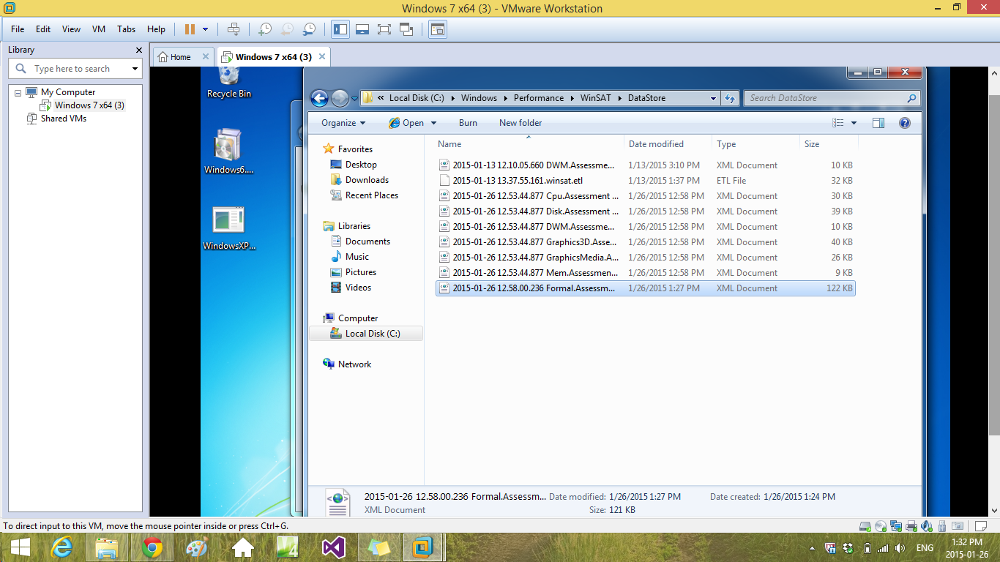 Windows 7 x64 (3) - VMware Workstation
File Edit View VM Tabs Help
Library
Type here to search
My Computer
Windows 7 x64 (3)
Shared VMs
Home
Windows 7 x64 (3)
Recycle Bin
Windows6....
WindowsXP...
« Local Disk (C:) Windows Performance WinSAT DataStore
Search DataStore
Organize Open Burn New folder
Favorites
Desktop
Downloads
Recent Places
Libraries
Documents
Music
Pictures
Videos
Computer
Local Disk (C:)
Network
Name Date modified Type Size
2015-01-13 12.10.05.660 DWM.Assessme... 1/13/2015 3:10 PM XML Document 10 KB
2015-01-13 13.37.55.161.winsat.etl 1/13/2015 1:37 PM ETL File 32 KB
2015-01-26 12.53.44.877 Cpu.Assessment ... 1/26/2015 12:58 PM XML Document 30 KB
2015-01-26 12.53.44.877 Disk.Assessment ... 1/26/2015 12:58 PM XML Document 39 KB
2015-01-26 12.53.44.877 DWM.Assessme... 1/26/2015 12:58 PM XML Document 10 KB
2015-01-26 12.53.44.877 Graphics3D.Asse... 1/26/2015 12:58 PM XML Document 40 KB
2015-01-26 12.53.44.877 GraphicsMedia.A... 1/26/2015 12:58 PM XML Document 26 KB
2015-01-26 12.53.44.877 Mem.Assessmen... 1/26/2015 12:58 PM XML Document 9 KB
2015-01-26 12.58.00.236 Formal.Assessm... 1/26/2015 1:27 PM XML Document 122 KB
2015-01-26 12.58.00.236 Formal.Assessm... Date modified: 1/26/2015 1:27 PM Date created: 1/26/2015 1:24 PM
XML Document Size: 121 KB
To direct input to this VM, move the mouse pointer inside or press Ctrl+G.
4
ENG
1:32 PM
2015-01-26